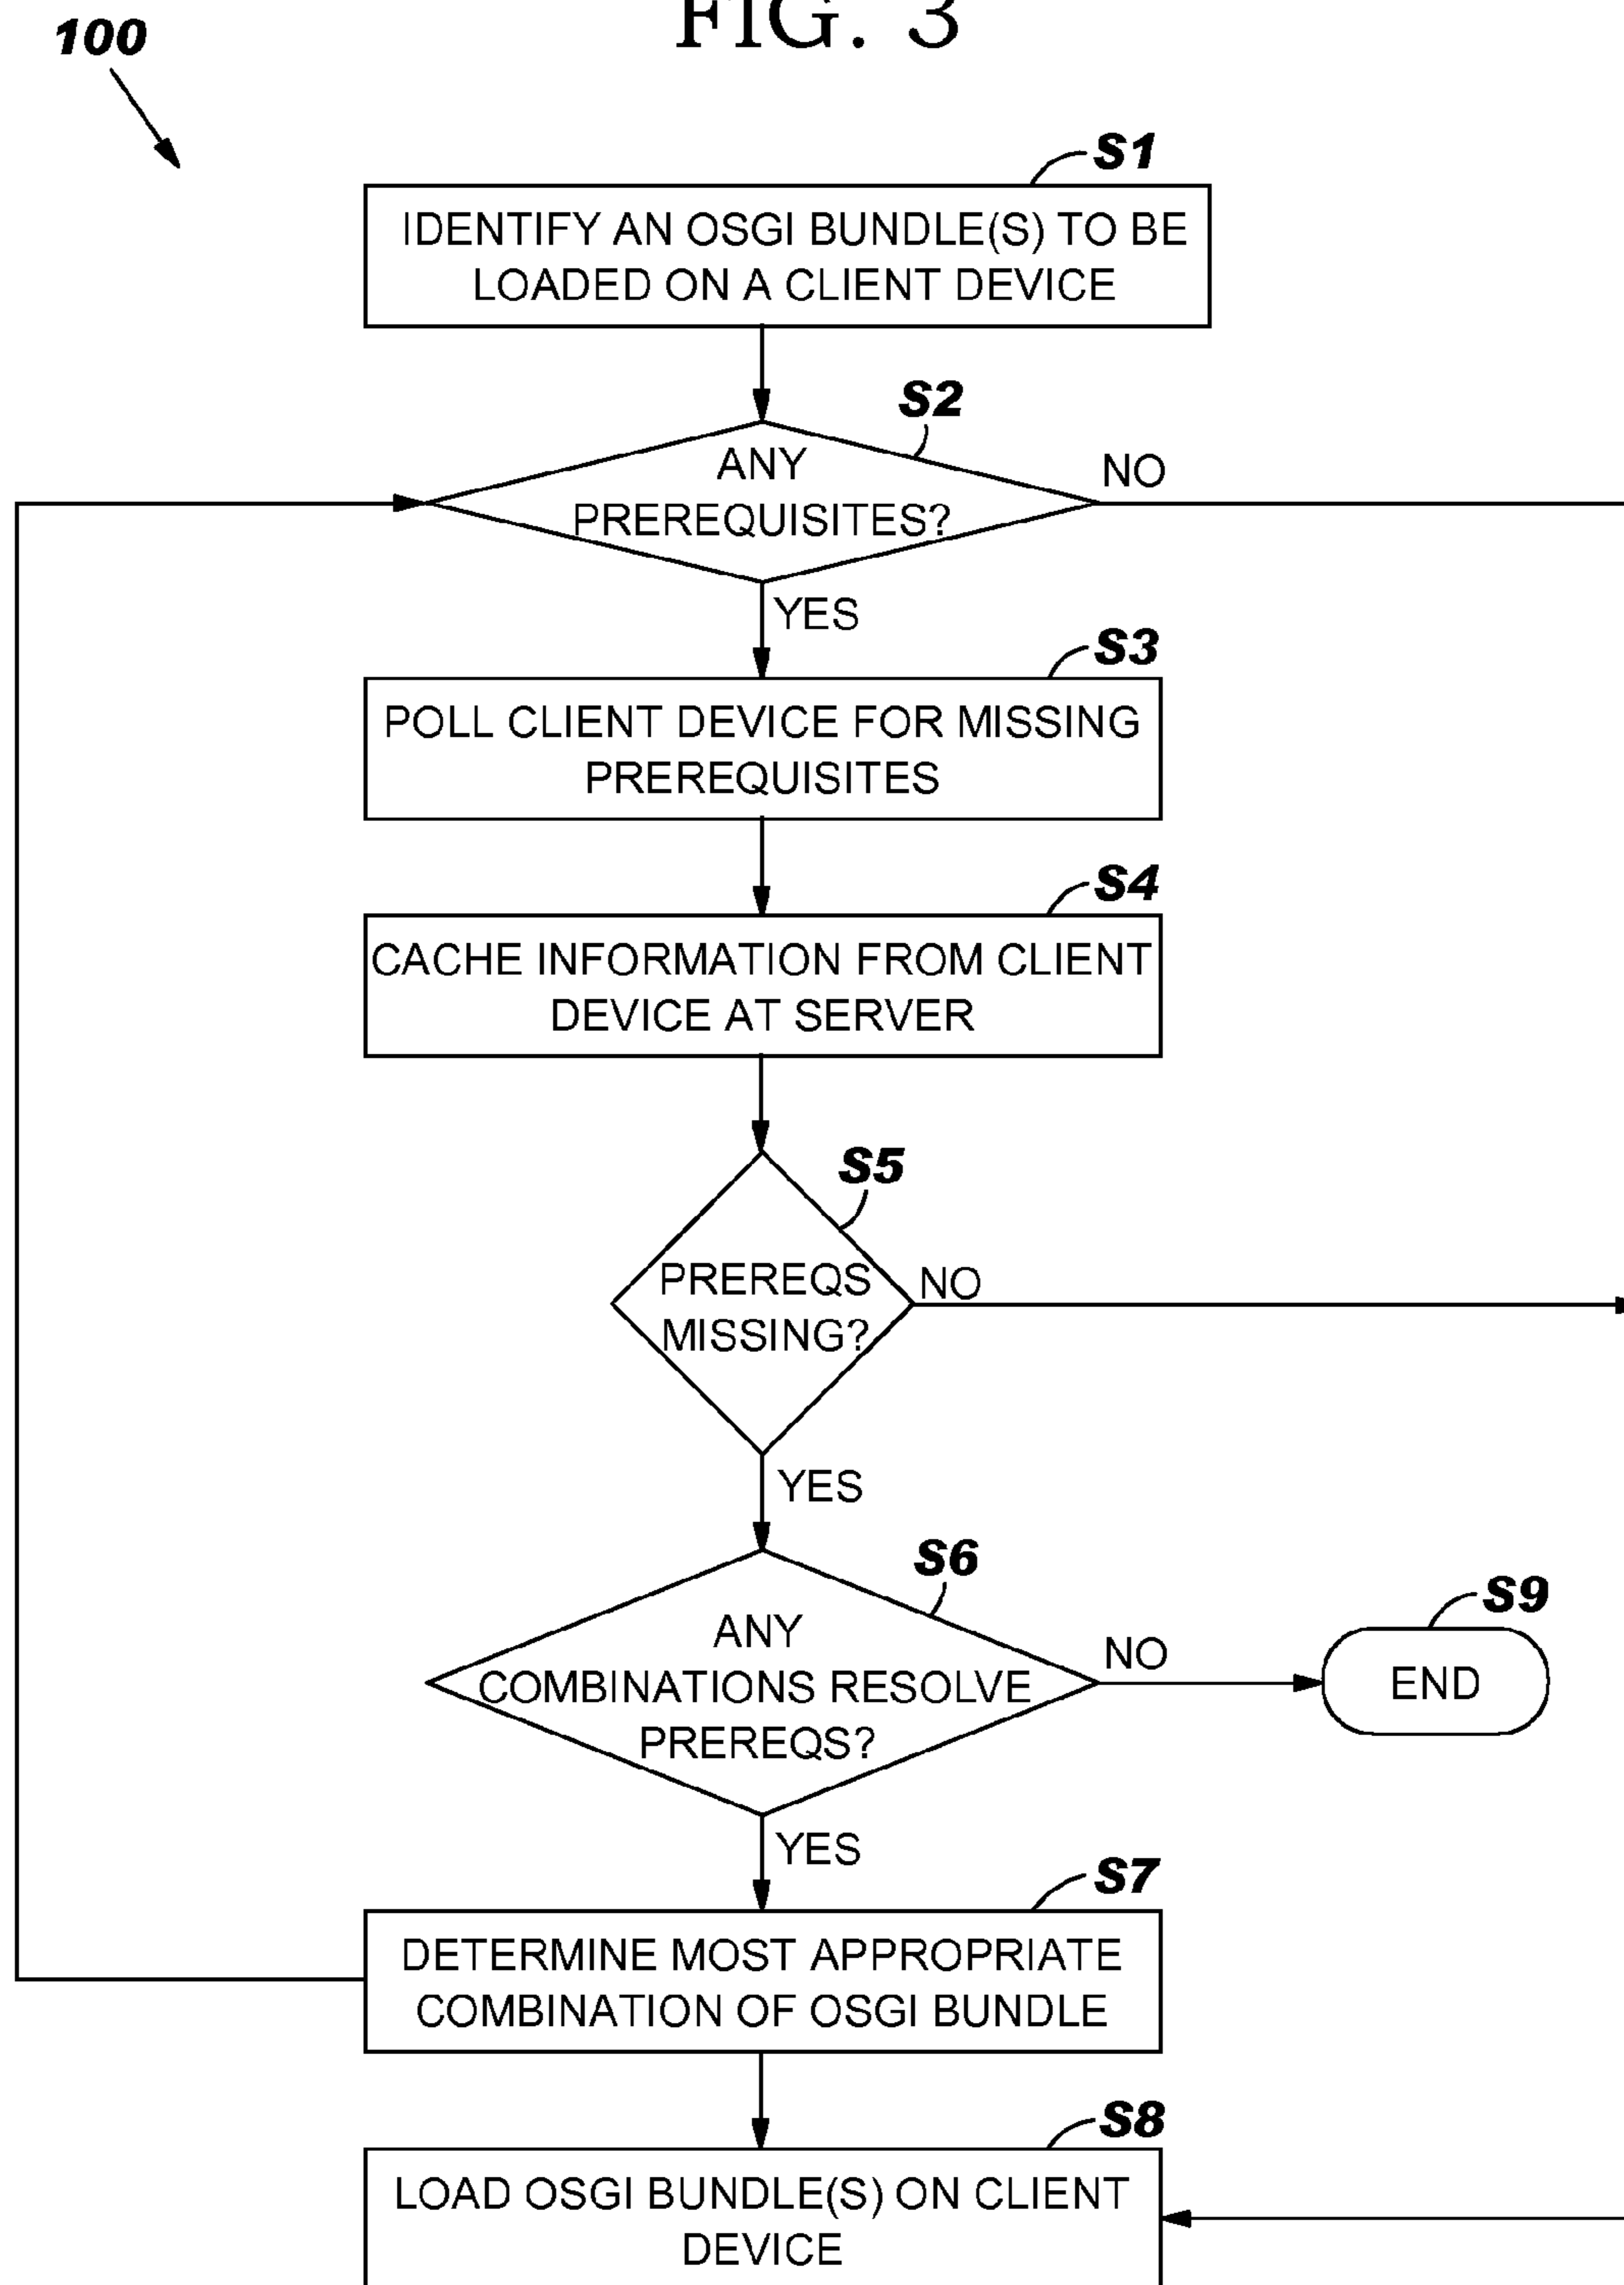 FIG. 3
100
S1
IDENTIFY AN OSGI BUNDLE(S) TO BE
LOADED ON A CLIENT DEVICE
S2
ANY
PREREQUISITES?
NO
YES
S3
POLL CLIENT DEVICE FOR MISSING
PREREQUISITES
S4
CACHE INFORMATION FROM CLIENT
DEVICE AT SERVER
S5
PREREQS
MISSING?
NO
YES
S6
ANY
COMBINATIONS RESOLVE
PREREQS?
NO
S9
END
YES
S7
DETERMINE MOST APPROPRIATE
COMBINATION OF OSGI BUNDLE
S8
LOAD OSGI BUNDLE(S) ON CLIENT
DEVICE